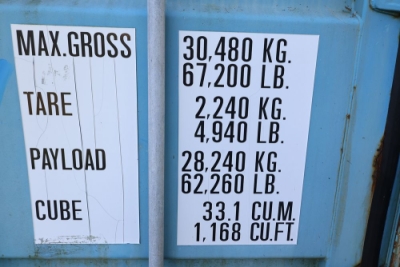 MAX.GROSS 30,480 KG.
67,200 LB.
TARE 2,240 KG.
4,940 LB.
PAYLOAD 28,240 KG.
62,260 LB.
CUBE 33.1 CU.M.
1,168 CU.FT.